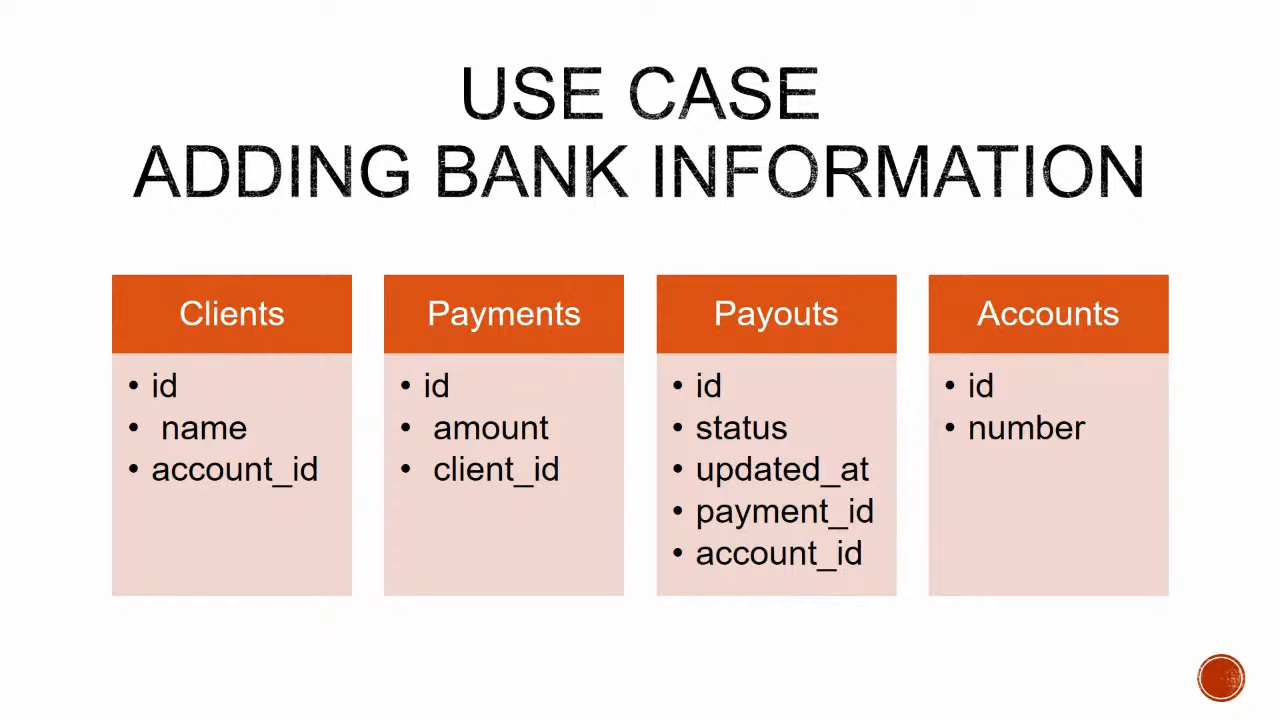 USE CASE
ADDING BANK INFORMATION
Clients
• id
• name
• account_id
Payments
• id
• amount
• client_id
Payouts
• id
• status
• updated_at
• payment_id
• account_id
Accounts
• id
• number